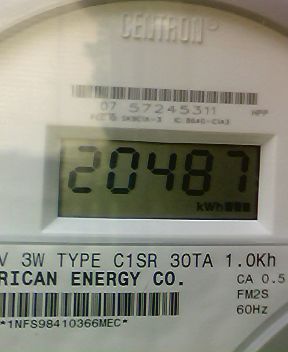 CENTRON®
07 57245311 HPP
20487
kWh
V 3W TYPE C1SR 30TA 1.0Kh
RICAN ENERGY CO. CA 0.5
FM2S
*1NFS98410366MEC* 60Hz